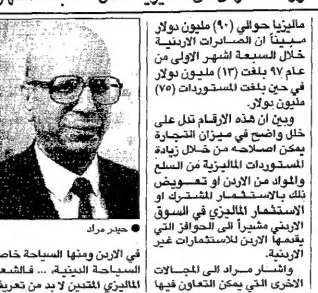 ماليزيا حوالي (٩٠) مليون دولار
مبيناً ان الصادرات الاردنية
خلال السبعة اشهر الاولى من
عام ٩٧ بلغت (١٣) مليون دولار
في حين بلغت المستوردات (٧٥)
مليون دولار.
وبين ان هذه الارقام تدل على
خلل واضح في ميزان التجارة
يمكن اصلاحه من خلال زيادة
المستوردات الماليزية من السلع
والمواد من الاردن او تعويض
ذلك بالاستثمار المشترك او
الاستثمار الماليزي في السوق
الاردني مشيراً الى الحوافز التي
يقدمها الاردن للاستثمارات غير
الاردنية.
واشار مراد الى المجالات
الاخرى التي يمكن التعاون فيها
● حيدر مراد
في الاردن ومنها السياحة خاصة
السياحة الدينية، ... فالشعب
الماليزي المتدين لا بد من تعريفه